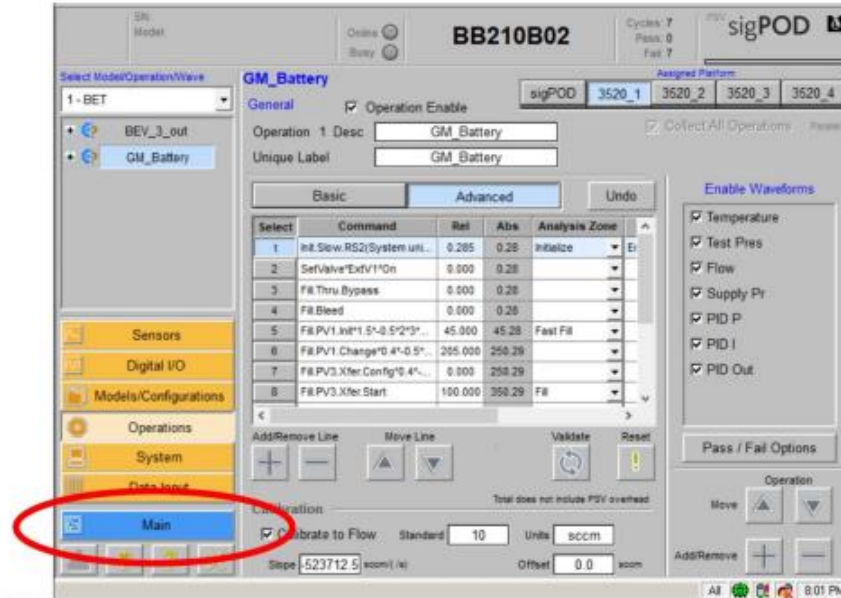 SN:
Model:
Online
Busy
BB210B02
Cycles: 7
Pass: 0
Fail: 7
PSV
sigPOD
Select Model/Operation/Wave
1 - BET
BEV_3_out
GM_Battery
GM_Battery
Assigned Platform
sigPOD 3520_1 3520_2 3520_3 3520_4
General
Operation Enable
Collect All Operations
Operation 1 Desc GM_Battery
Unique Label GM_Battery
Basic Advanced Undo
Select Command Rel Abs Analysis Zone
1 Init.Slow.RS2(System uni... 0.285 0.28 Initialize
2 SetValve*ExtV1*On 0.000 0.28
3 Fill.Thru.Bypass 0.000 0.28
4 Fill.Bleed 0.000 0.28
5 Fill.PV1.Init*1.5*-0.5*2*3*... 45.000 45.28 Fast Fill
6 Fill.PV1.Change*0.4*-0.5*... 205.000 250.29
7 Fill.PV3.Xfer.Config*0.4*-... 0.000 250.29
8 Fill.PV3.Xfer.Start 100.000 350.29 Fill
Add/Remove Line Move Line Validate Reset
Total does not include PSV overhead
Calibration
Calibrate to Flow Standard 10 Units sccm
Slope -523712.5 Offset 0.0 sccm
Enable Waveforms
Temperature
Test Pres
Flow
Supply Pr
PID P
PID I
PID Out
Pass / Fail Options
Operation
Move
Add/Remove
Sensors
Digital I/O
Models/Configurations
Operations
System
Data Input
Main
All 8:01 PM